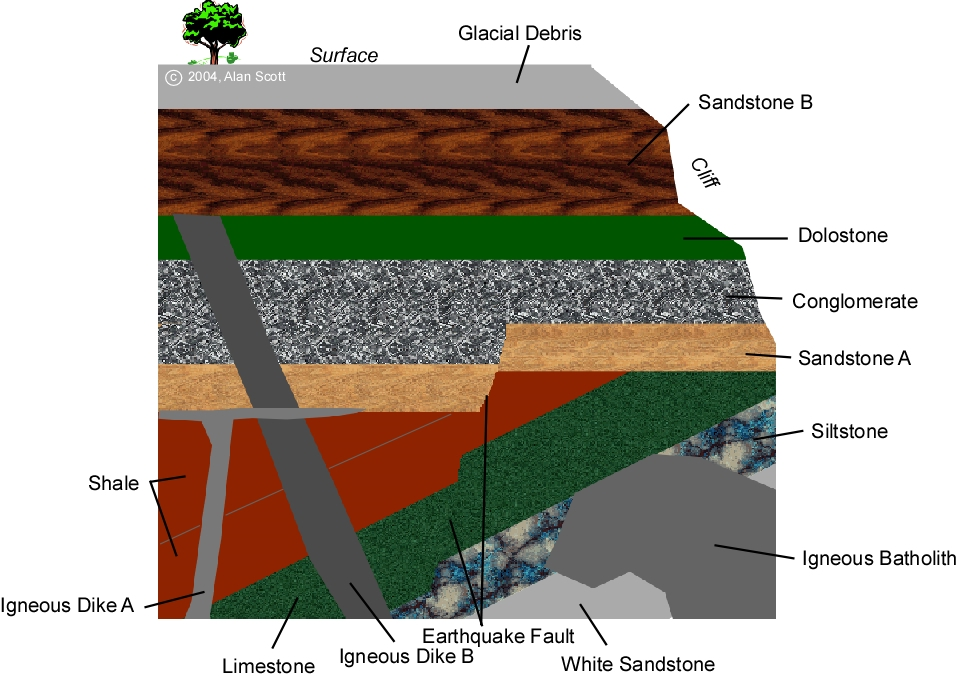 Glacial Debris
Surface
© 2004, Alan Scott
Sandstone B
Cliff
Dolostone
Conglomerate
Sandstone A
Siltstone
Shale
Igneous Batholith
Igneous Dike A
Earthquake Fault
Igneous Dike B
Limestone
White Sandstone